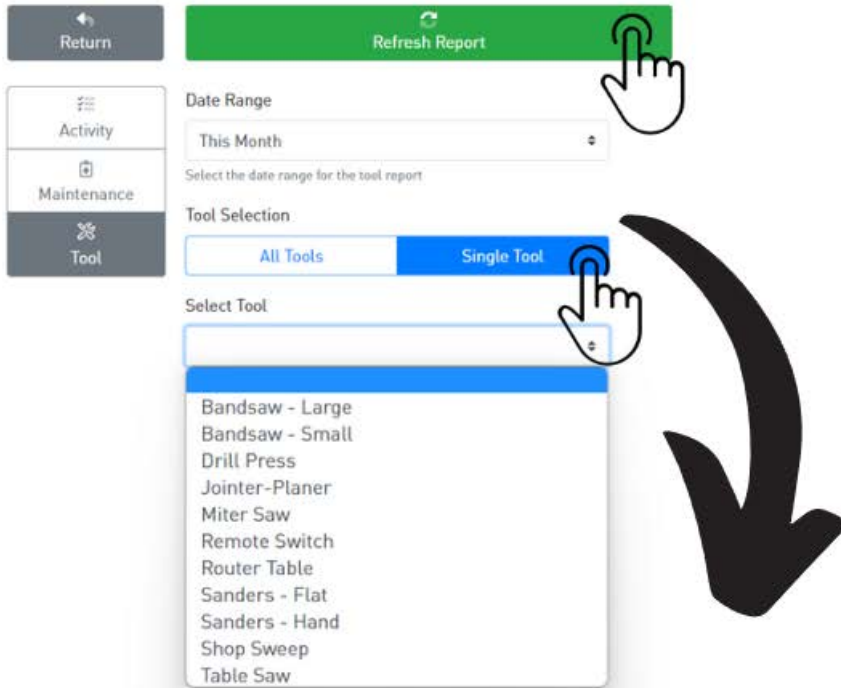 Return
Refresh Report
Activity
Maintenance
Tool
Date Range
This Month
Select the date range for the tool report
Tool Selection
All Tools
Single Tool
Select Tool
Bandsaw - Large
Bandsaw - Small
Drill Press
Jointer-Planer
Miter Saw
Remote Switch
Router Table
Sanders - Flat
Sanders - Hand
Shop Sweep
Table Saw